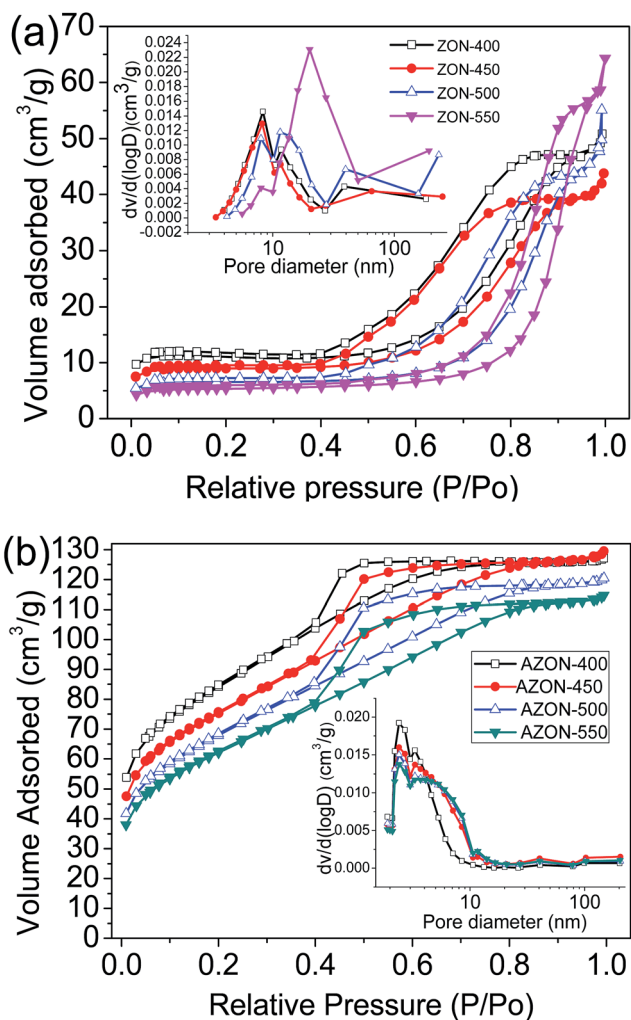 (a)
70
60
50
40
30
20
10
0
Volume adsorbed (cm³/g)
0.0 0.2 0.4 0.6 0.8 1.0
Relative pressure (P/Po)
0.024
0.022
0.020
0.018
0.016
0.014
0.012
0.010
0.008
0.006
0.004
0.002
0.000
-0.002
dv/d(logD)(cm³/g)
10 100
Pore diameter (nm)
ZON-400
ZON-450
ZON-500
ZON-550
(b)
130
120
110
100
90
80
70
60
50
40
30
20
10
0
Volume Adsorbed (cm³/g)
0.0 0.2 0.4 0.6 0.8 1.0
Relative Pressure (P/Po)
AZON-400
AZON-450
AZON-500
AZON-550
0.020
0.015
0.010
0.005
0.000
dv/d(logD) (cm³/g)
10 100
Pore diameter (nm)